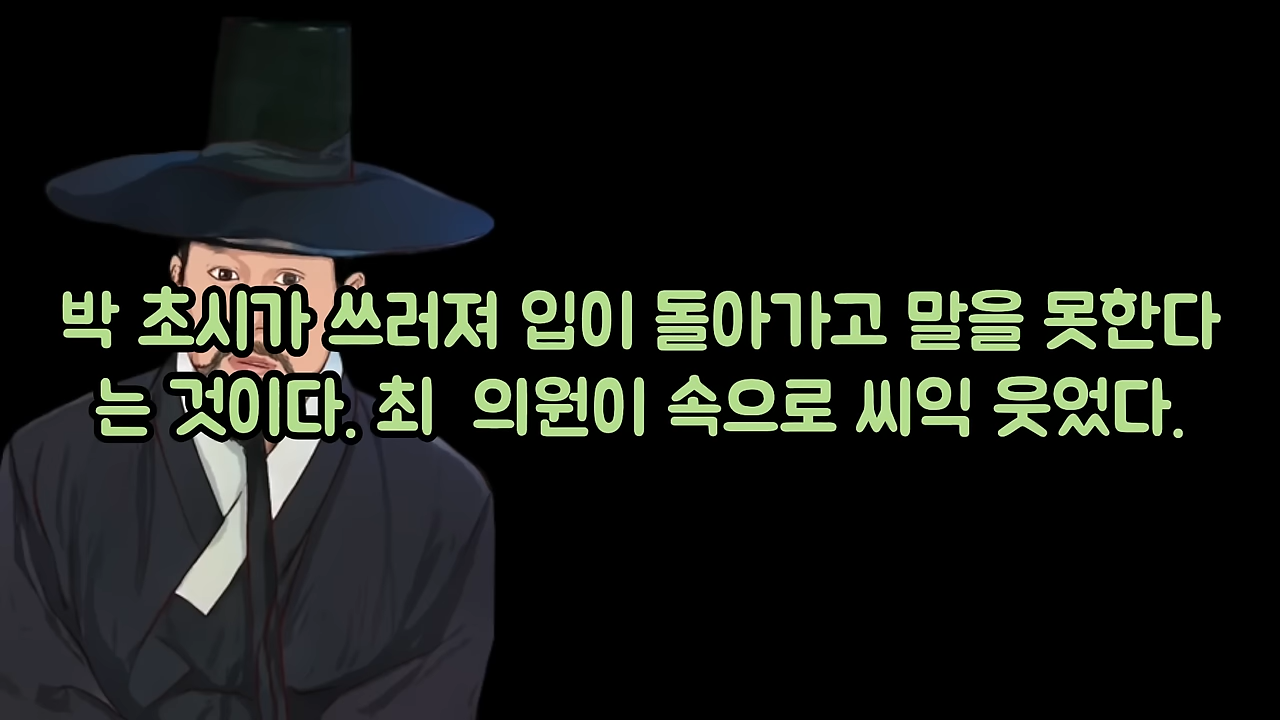 박 초시가 쓰러져 입이 돌아가고 말을 못한다
는 것이다. 최  의원이 속으로 씨익 웃었다.